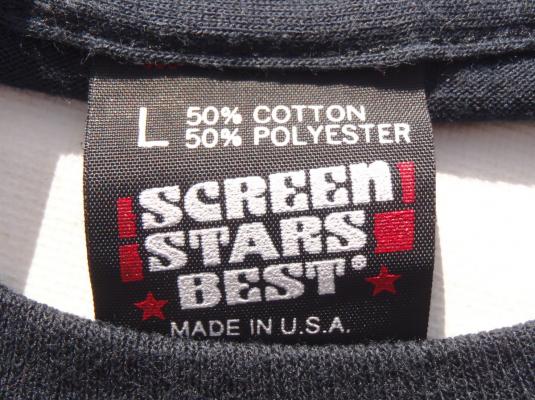 L 50% COTTON
50% POLYESTER
SCREEN
STARS
BEST®
MADE IN U.S.A.